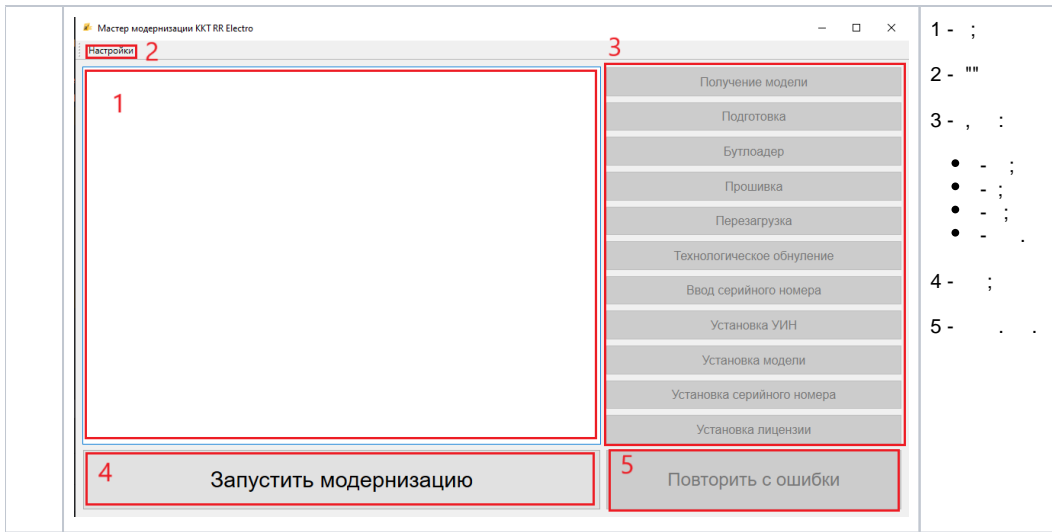 Мастер модернизации ККТ RR Electro
Настройки
2
3
1
Получение модели
Подготовка
Бутлоадер
Прошивка
Перезагрузка
Технологическое обнуление
Ввод серийного номера
Установка УИН
Установка модели
Установка серийного номера
Установка лицензии
4
Запустить модернизацию
5
Повторить с ошибки
1 - ;
2 - ""
3 - , :
- ;
- ;
- ;
- .
4 - ;
5 - . .